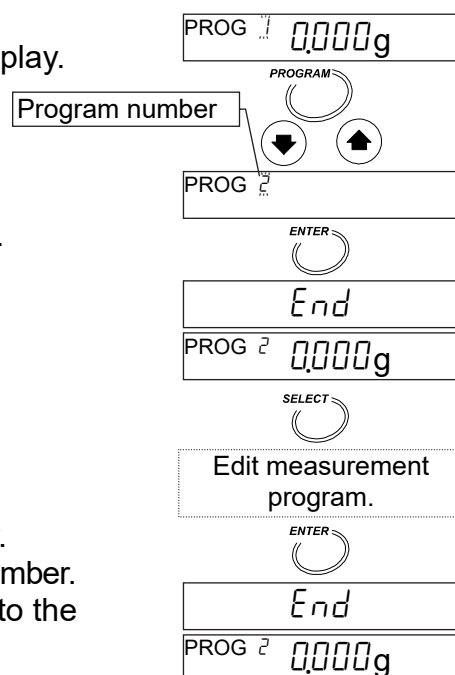 PROG 1 0.000g
play.
PROGRAM
Program number
PROG 2
.
ENTER
End
PROG 2 0.000g
SELECT
Edit measurement
program.
ENTER
.
mber.
End
to the
PROG 2 0.000g